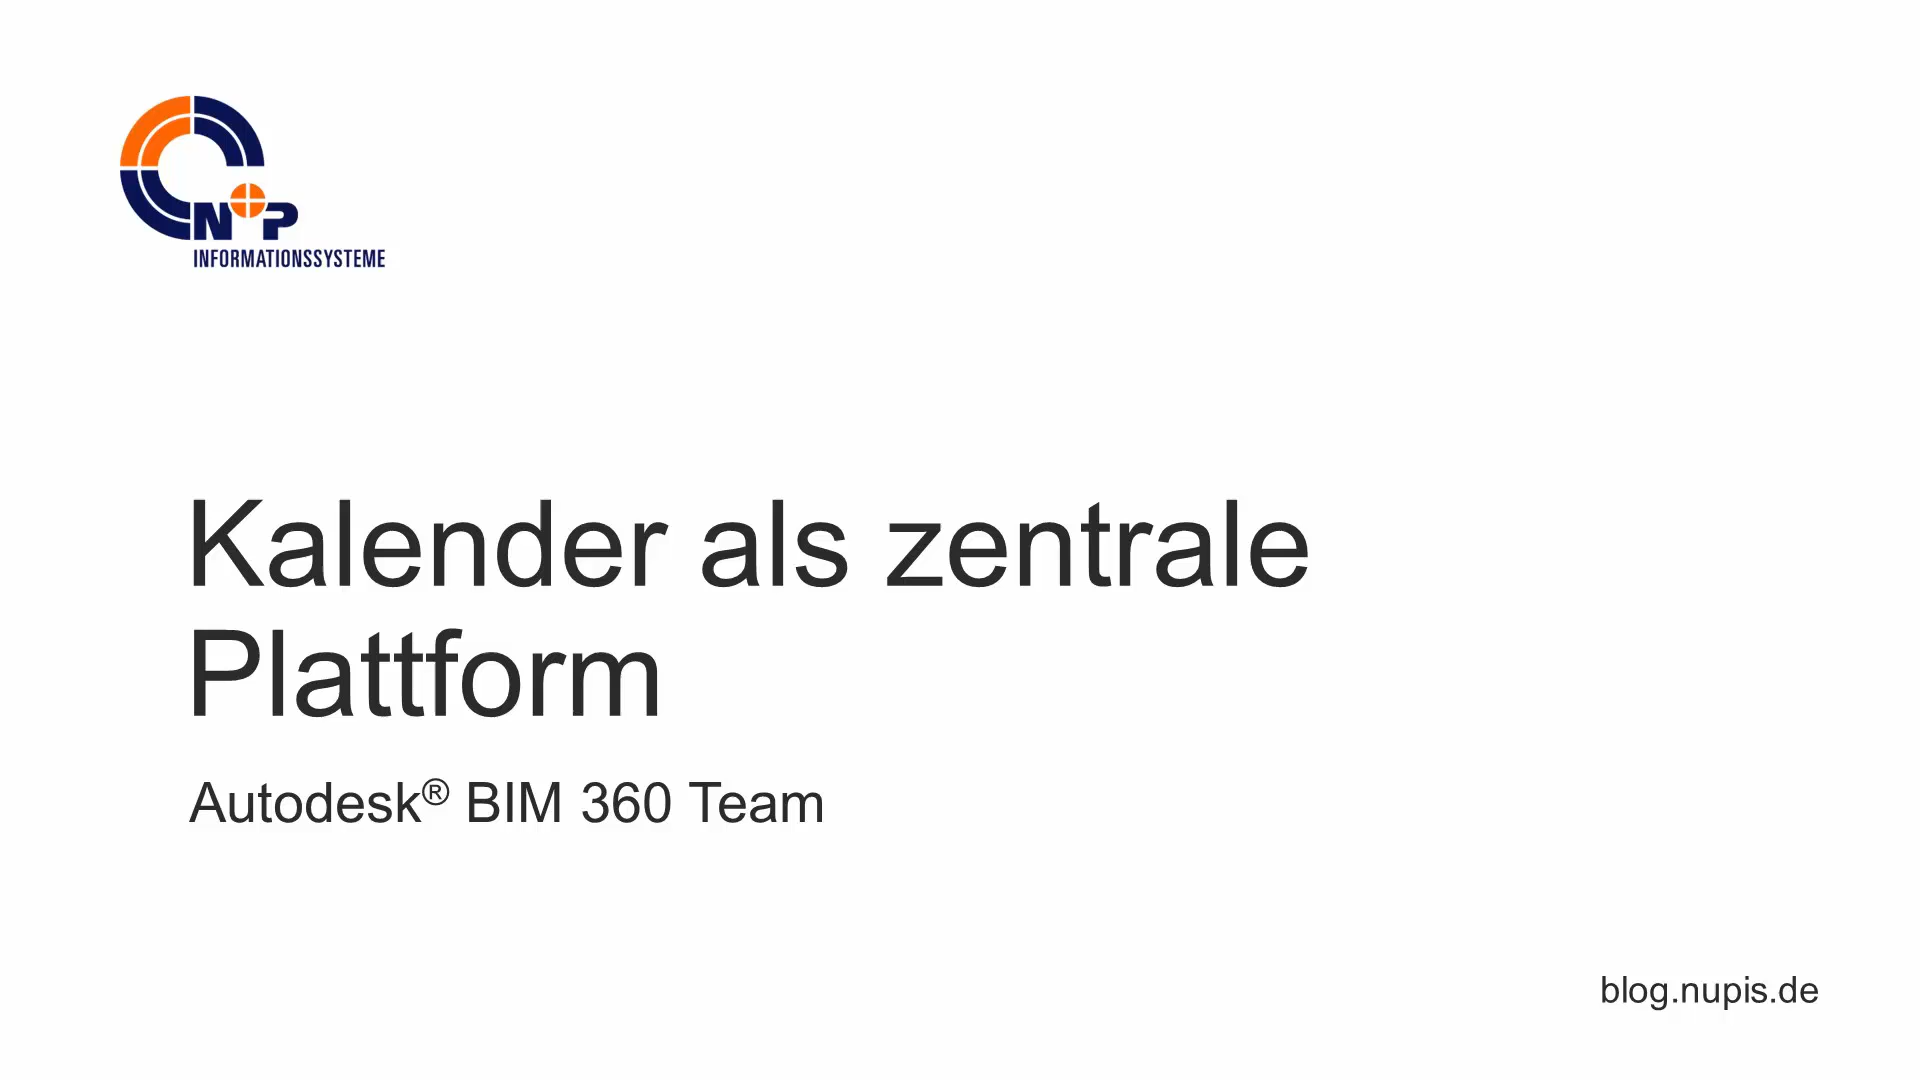 N+P
INFORMATIONSSYSTEME
Kalender als zentrale
Plattform
Autodesk® BIM 360 Team
blog.nupis.de